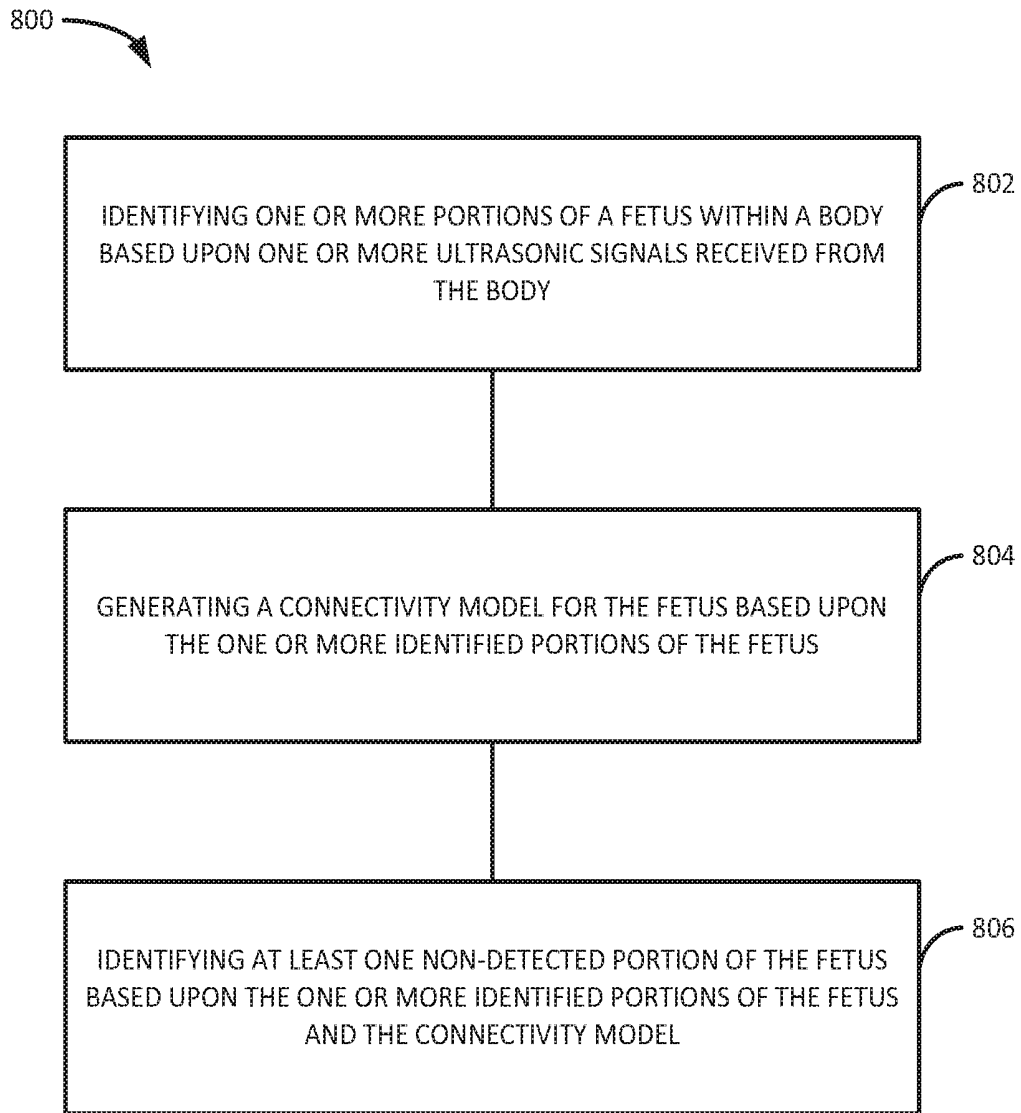 800
802
IDENTIFYING ONE OR MORE PORTIONS OF A FETUS WITHIN A BODY
BASED UPON ONE OR MORE ULTRASONIC SIGNALS RECEIVED FROM
THE BODY
804
GENERATING A CONNECTIVITY MODEL FOR THE FETUS BASED UPON
THE ONE OR MORE IDENTIFIED PORTIONS OF THE FETUS
806
IDENTIFYING AT LEAST ONE NON-DETECTED PORTION OF THE FETUS
BASED UPON THE ONE OR MORE IDENTIFIED PORTIONS OF THE FETUS
AND THE CONNECTIVITY MODEL